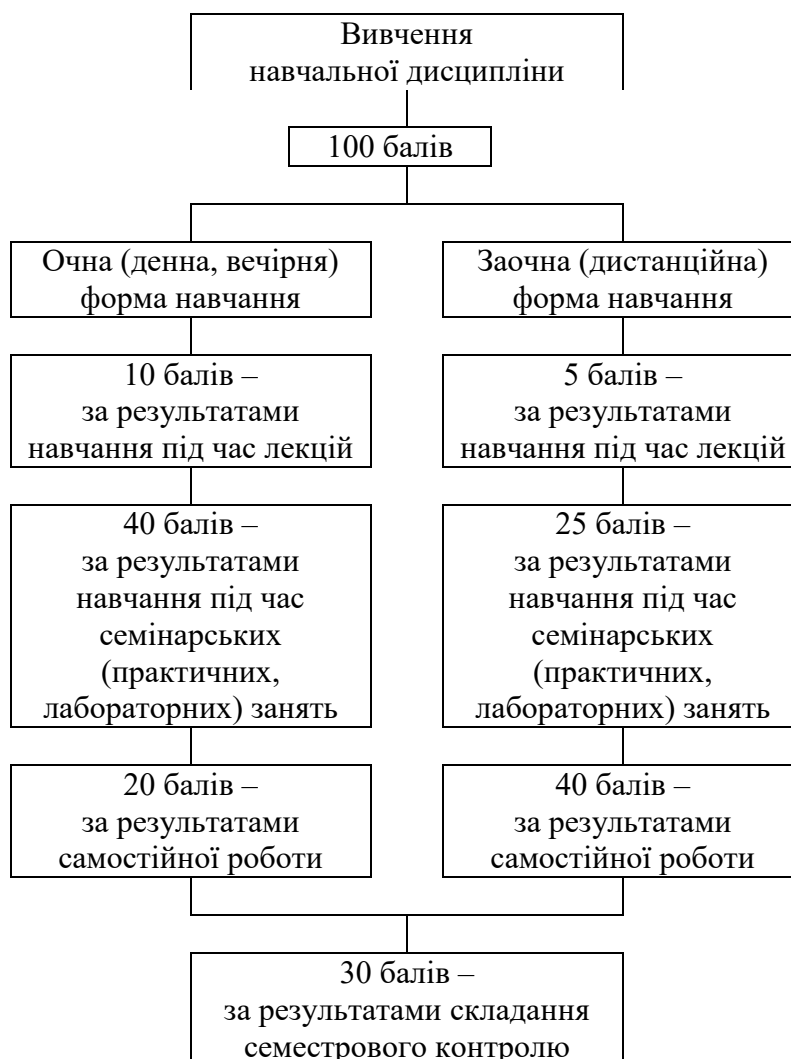 Вивчення
навчальної дисципліни
100 балів
Очна (денна, вечірня)
форма навчання
10 балів –
за результатами
навчання під час лекцій
40 балів –
за результатами
навчання під час
семінарських
(практичних,
лабораторних) занять
20 балів –
за результатами
самостійної роботи
Заочна (дистанційна)
форма навчання
5 балів –
за результатами
навчання під час лекцій
25 балів –
за результатами
навчання під час
семінарських
(практичних,
лабораторних) занять
40 балів –
за результатами
самостійної роботи
30 балів –
за результатами складання
семестрового контролю